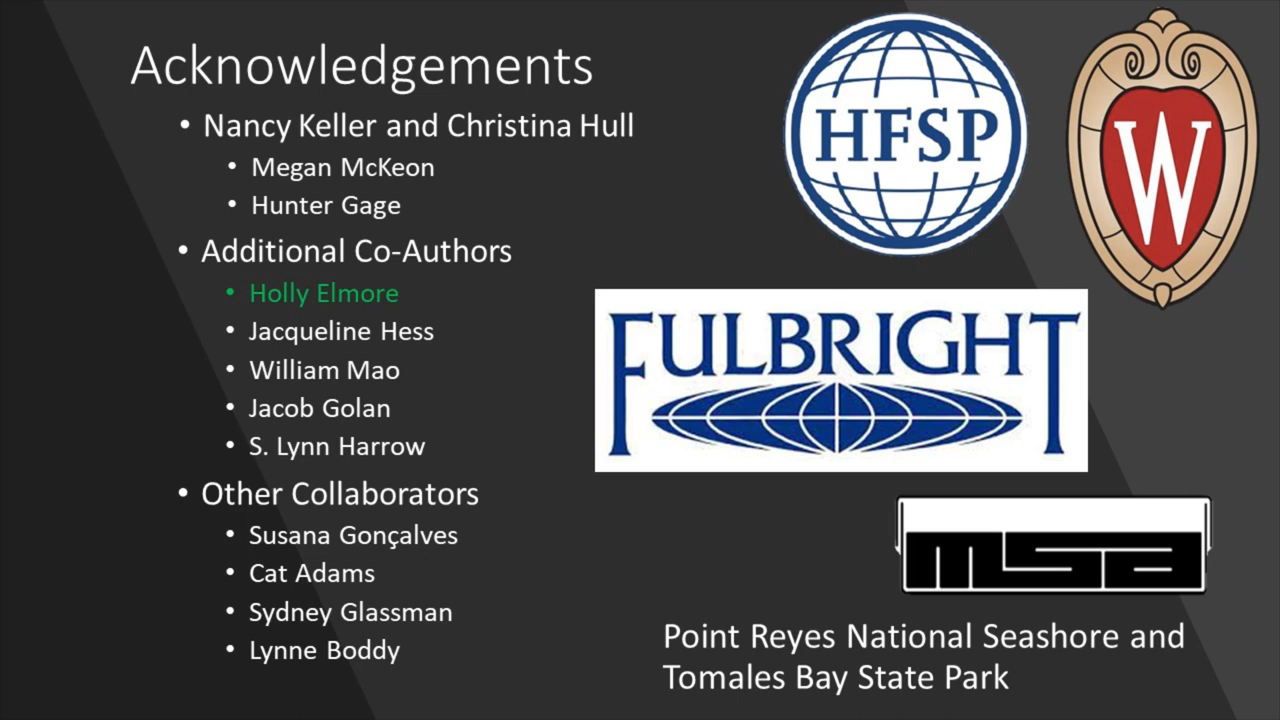 Acknowledgements
• Nancy Keller and Christina Hull
• Megan McKeon
• Hunter Gage
• Additional Co-Authors
• Holly Elmore
• Jacqueline Hess
• William Mao
• Jacob Golan
• S. Lynn Harrow
• Other Collaborators
• Susana Gonçalves
• Cat Adams
• Sydney Glassman
• Lynne Boddy
HFSP
W
FULBRIGHT
msa
Point Reyes National Seashore and
Tomales Bay State Park